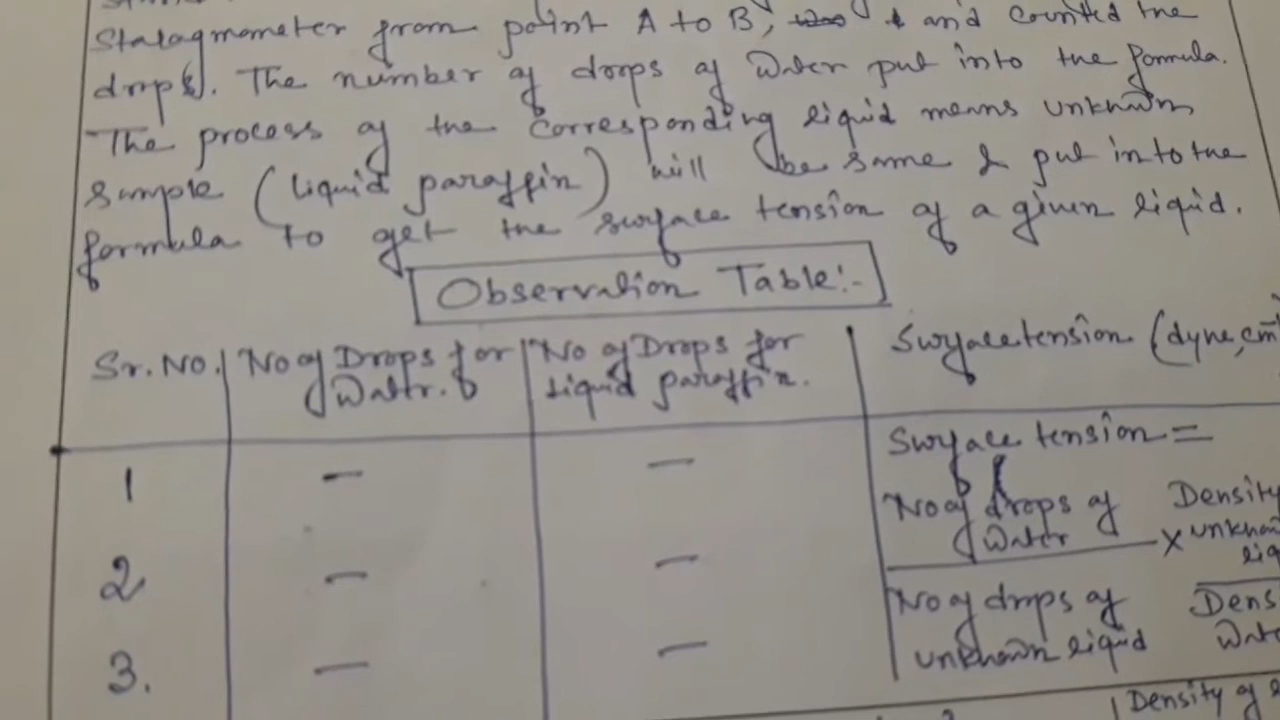 Stalagmometer from point A to B, and counted the
drops. The number of drops of water put into the formula.
The process of the corresponding liquid means unknown
sample (liquid paraffin) will be same & put into the
formula to get the surface tension of a given liquid.
Observation Table:-
Sr. No. No of Drops for Water. No of Drops for Liquid paraffin. Surface tension (dyne, cm
1 — — Surface tension =
No of drops of Water × Density unknown
2 — —
No of drops of unknown liquid
3. — —
Density of